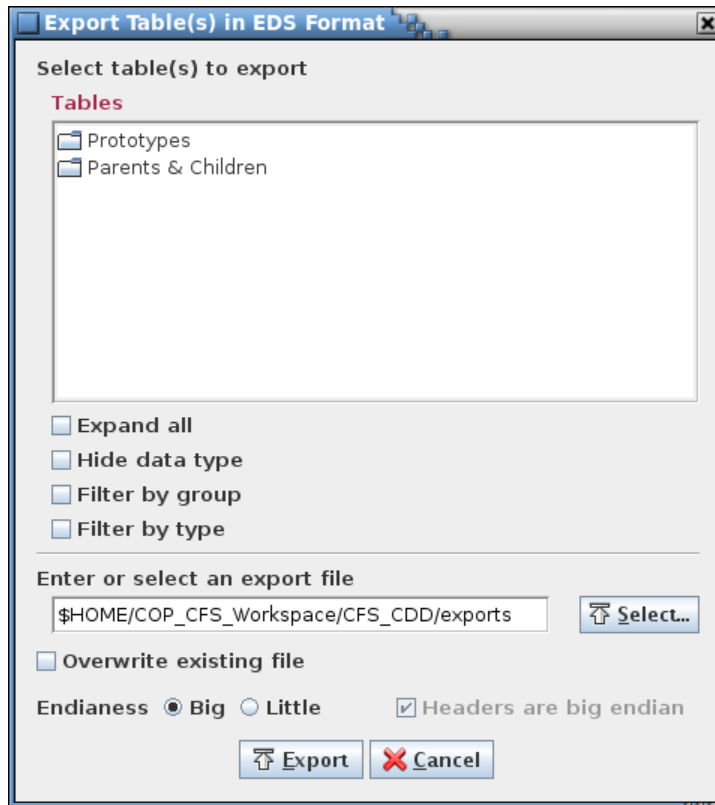 Export Table(s) in EDS Format
Select table(s) to export
Tables
Prototypes
Parents & Children
Expand all
Hide data type
Filter by group
Filter by type
Enter or select an export file
$HOME/COP_CFS_Workspace/CFS_CDD/exports Select...
Overwrite existing file
Endianess Big Little Headers are big endian
Export Cancel